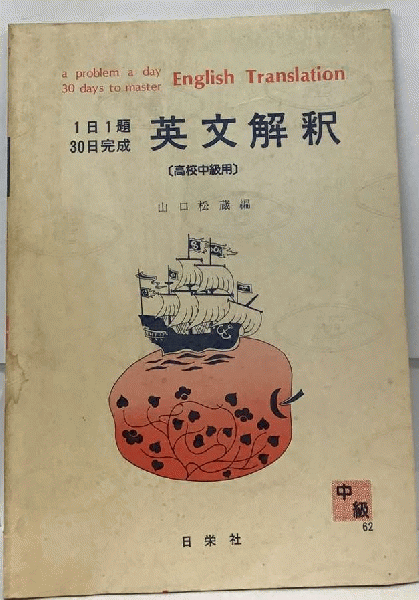 a problem a day
30 days to master
English Translation
1日1題
30日完成
英文解釈
〔高校中級用〕
山口松蔵編
中級
62
日栄社